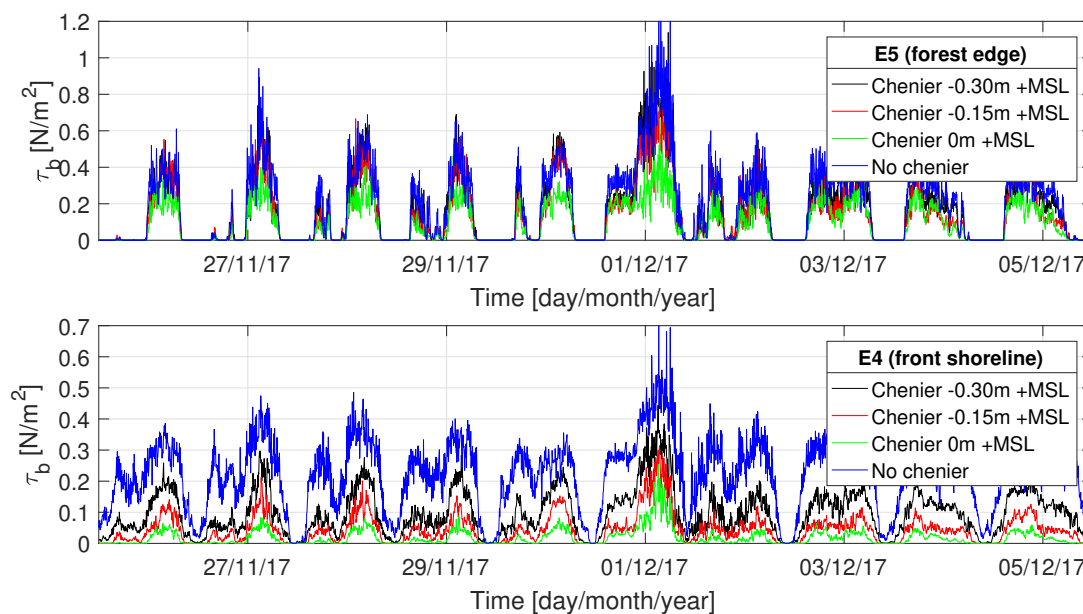 1.2
1
0.8
0.6
0.4
0.2
0
τb [N/m2]
E5 (forest edge)
Chenier -0.30m +MSL
Chenier -0.15m +MSL
Chenier 0m +MSL
No chenier
27/11/17 29/11/17 01/12/17 03/12/17 05/12/17
Time [day/month/year]
0.7
0.6
0.5
0.4
0.3
0.2
0.1
0
τb [N/m2]
E4 (front shoreline)
Chenier -0.30m +MSL
Chenier -0.15m +MSL
Chenier 0m +MSL
No chenier
27/11/17 29/11/17 01/12/17 03/12/17 05/12/17
Time [day/month/year]